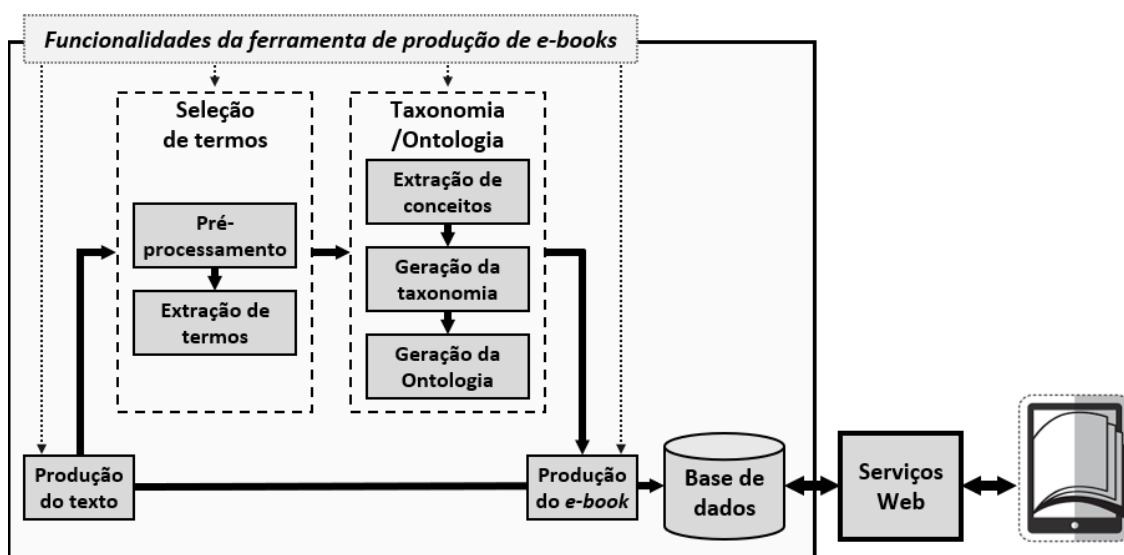 Funcionalidades da ferramenta de produção de e-books
Seleção
de termos
Pré-
processamento
Extração de
termos
Taxonomia
/Ontologia
Extração de
conceitos
Geração da
taxonomia
Geração da
Ontologia
Produção
do texto
Produção
do e-book
Base de
dados
Serviços
Web